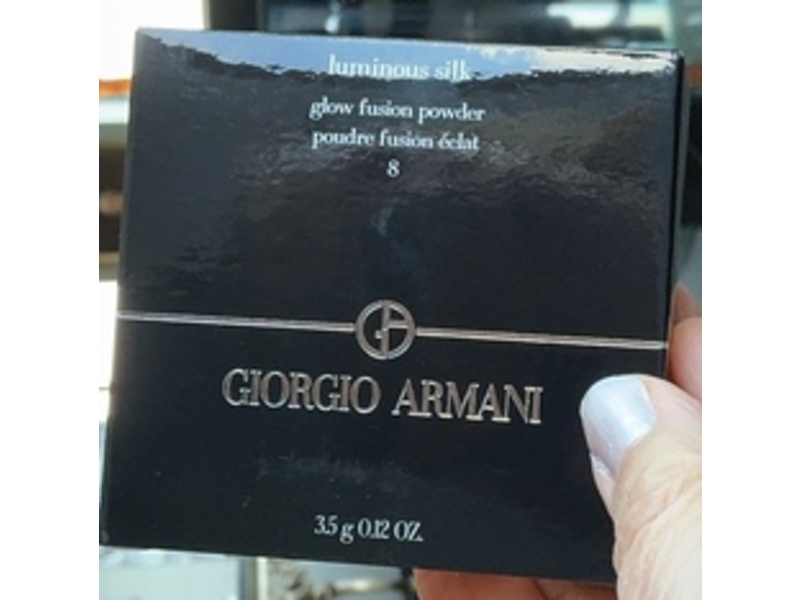 luminous silk
glow fusion powder
poudre fusion éclat
8
GIORGIO ARMANI
3.5 g 0.12 OZ.